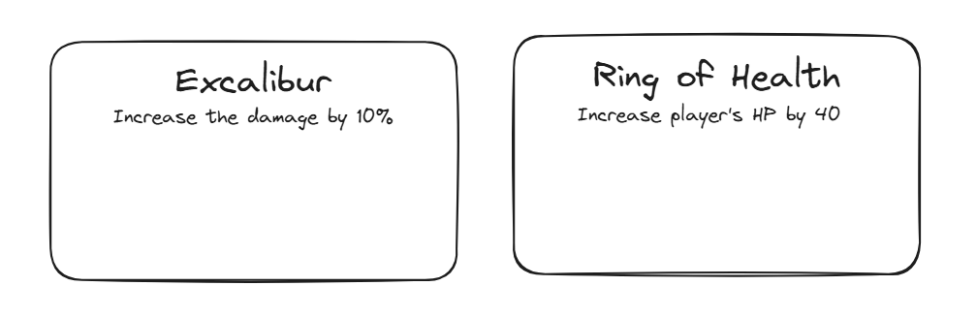 Excalibur
Increase the damage by 10%
Ring of Health
Increase player's HP by 40